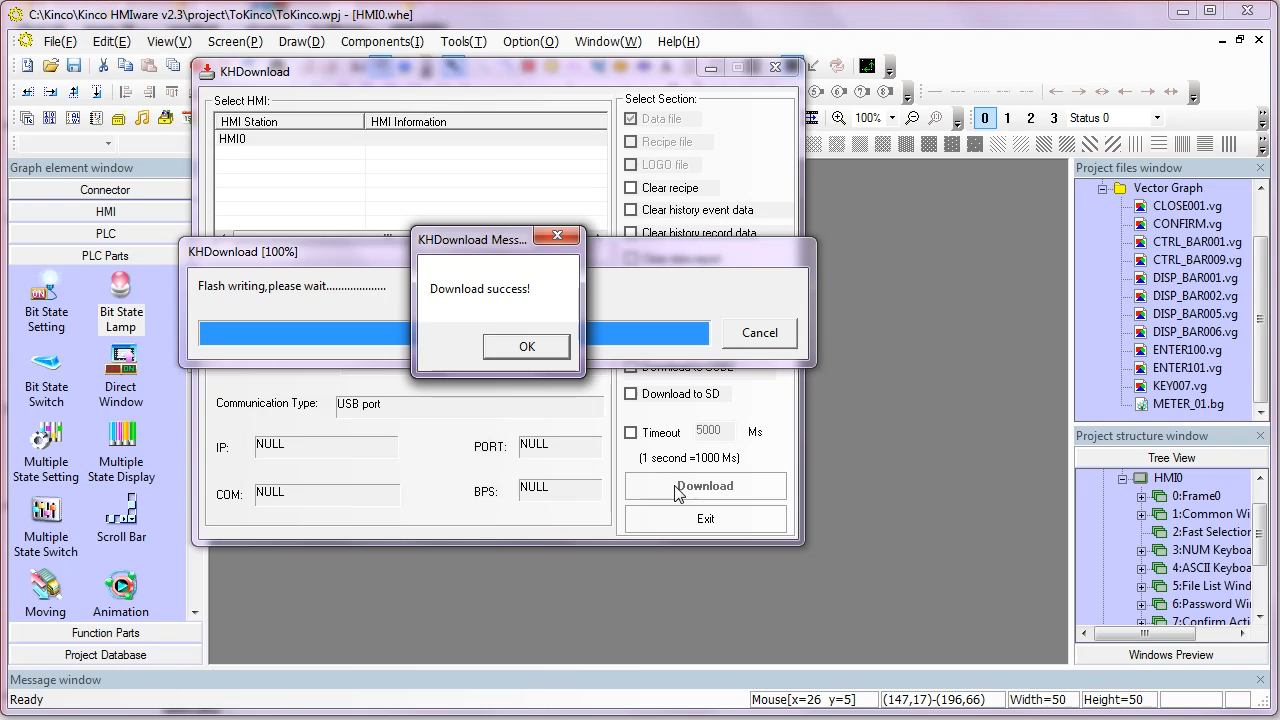 C:\Kinco\Kinco HMIware v2.3\project\ToKinco\ToKinco.wpj - [HMI0.whe]
File(F) Edit(E) View(V) Screen(P) Draw(D) Components(I) Tools(T) Option(O) Window(W) Help(H)
100% 0 1 2 3 Status 0
Graph element window
Connector
HMI
PLC
PLC Parts
Bit State Setting
Bit State Lamp
Bit State Switch
Direct Window
Multiple State Setting
Multiple State Display
Multiple State Switch
Scroll Bar
Moving
Animation
Function Parts
Project Database
KHDownload
Select HMI:
HMI Station HMI Information
HMI0
Select Section:
Data file
Recipe file
LOGO file
Clear recipe
Clear history event data
Clear history record data
KHDownload [100%]
Flash writing,please wait...................
Cancel
KHDownload Mess...
Download success!
OK
Download to SD
Communication Type: USB port
Timeout 5000 Ms
(1 second =1000 Ms)
IP: NULL PORT: NULL
COM: NULL BPS: NULL
Download
Exit
Project files window
Vector Graph
CLOSE001.vg
CONFIRM.vg
CTRL_BAR001.vg
CTRL_BAR009.vg
DISP_BAR001.vg
DISP_BAR002.vg
DISP_BAR005.vg
DISP_BAR006.vg
ENTER100.vg
ENTER101.vg
KEY007.vg
METER_01.bg
Project structure window
Tree View
HMI0
0:Frame0
1:Common Wi
2:Fast Selection
3:NUM Keyboa
4:ASCII Keyboa
5:File List Wind
6:Password Wi
7:Confirm Acti
Windows Preview
Message window
Ready Mouse[x=26 y=5] (147,17)-(196,66) Width=50 Height=50